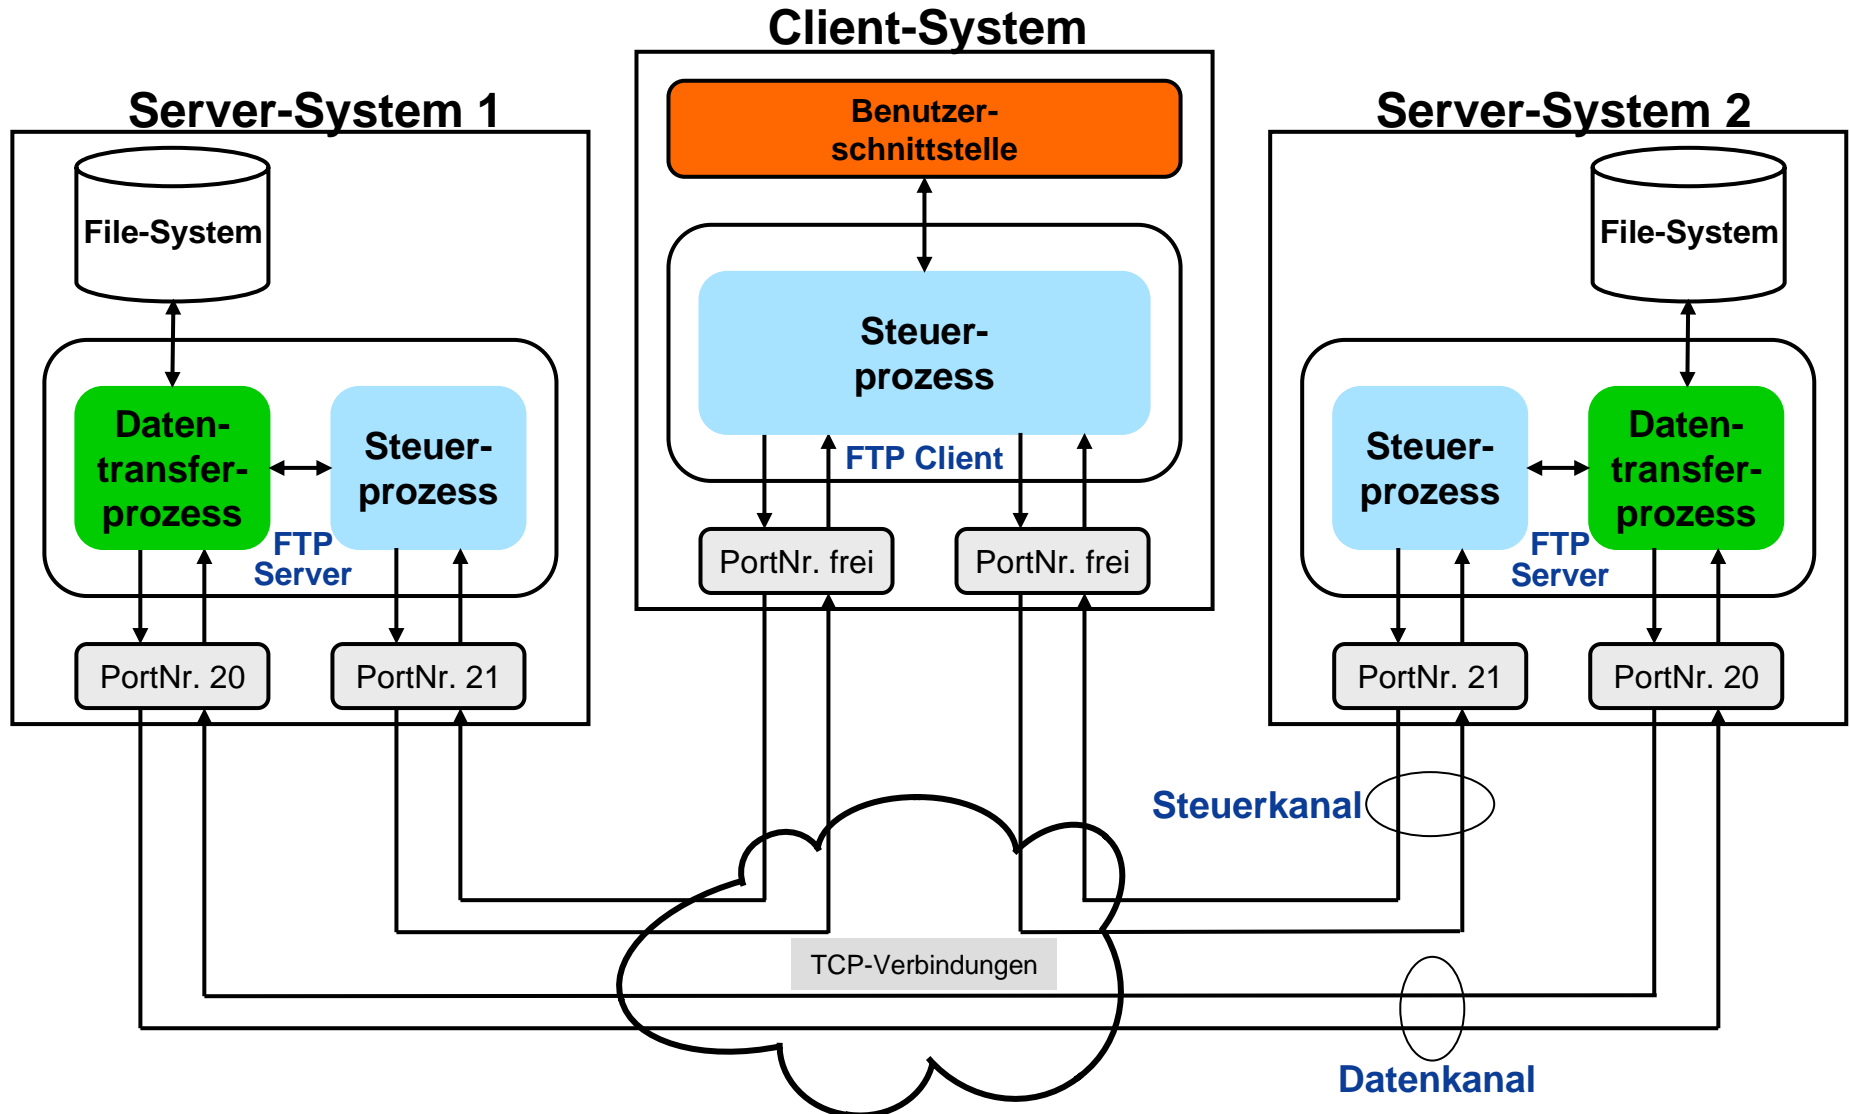 Client-System
Server-System 1
Server-System 2
Benutzer-
schnittstelle
File-System
File-System
Steuer-
prozess
FTP Client
Daten-
transfer-
prozess
Steuer-
prozess
FTP
Server
Steuer-
prozess
Daten-
transfer-
prozess
FTP
Server
PortNr. frei
PortNr. frei
PortNr. 20
PortNr. 21
PortNr. 21
PortNr. 20
Steuerkanal
TCP-Verbindungen
Datenkanal